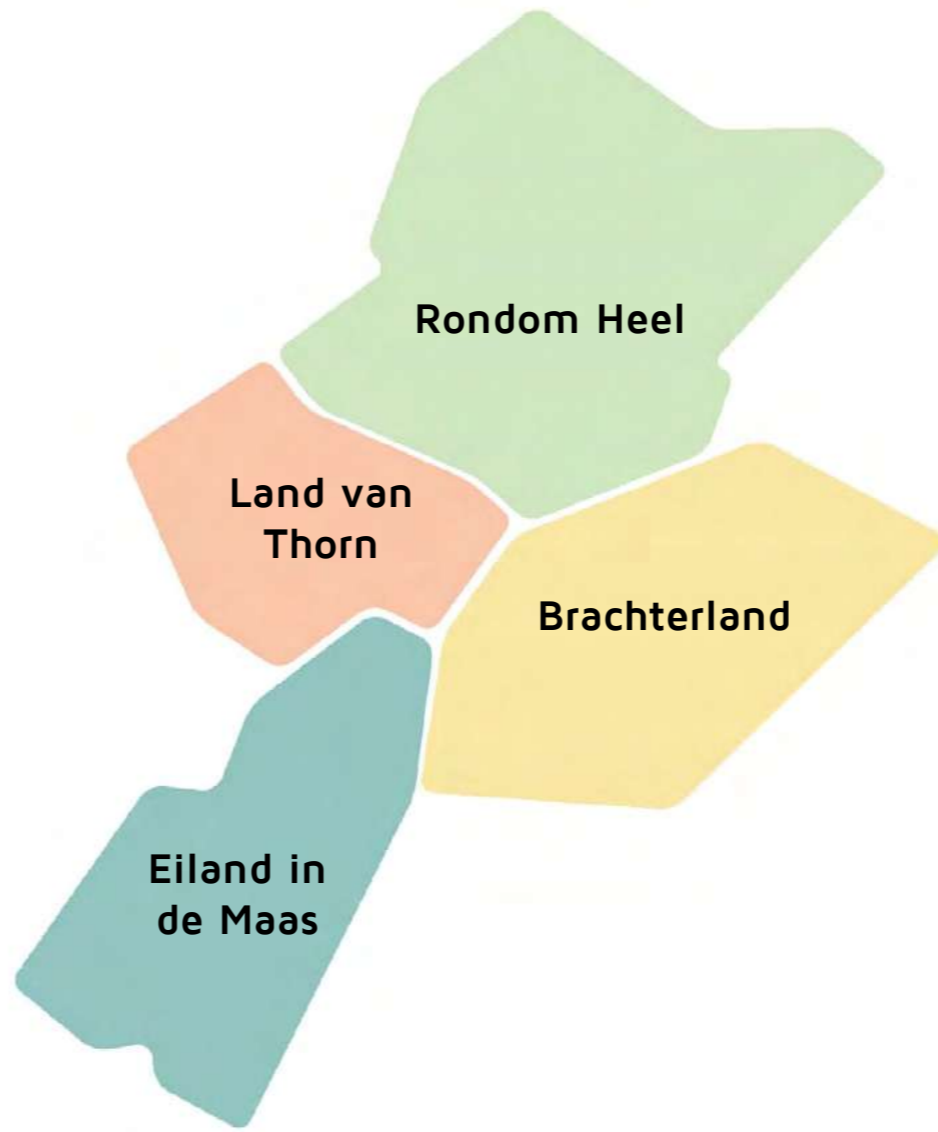 Rondom Heel
Land van
Thorn
Brachterland
Eiland in
de Maas